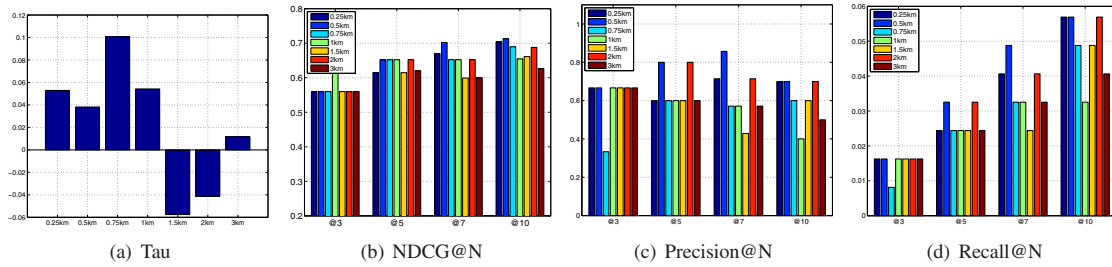 0.12
0.1
0.08
0.06
0.04
0.02
0
−0.02
−0.04
−0.06
0.25km 0.5km 0.75km 1km 1.5km 2km 3km
(a) Tau
0.8
0.7
0.6
0.5
0.4
0.3
0.2
0.25km
0.5km
0.75km
1km
1.5km
2km
3km
@3 @5 @7 @10
(b) NDCG@N
1
0.8
0.6
0.4
0.2
0
0.25km
0.5km
0.75km
1km
1.5km
2km
3km
@3 @5 @7 @10
(c) Precision@N
0.06
0.05
0.04
0.03
0.02
0.01
0
0.25km
0.5km
0.75km
1km
1.5km
2km
3km
@3 @5 @7 @10
(d) Recall@N